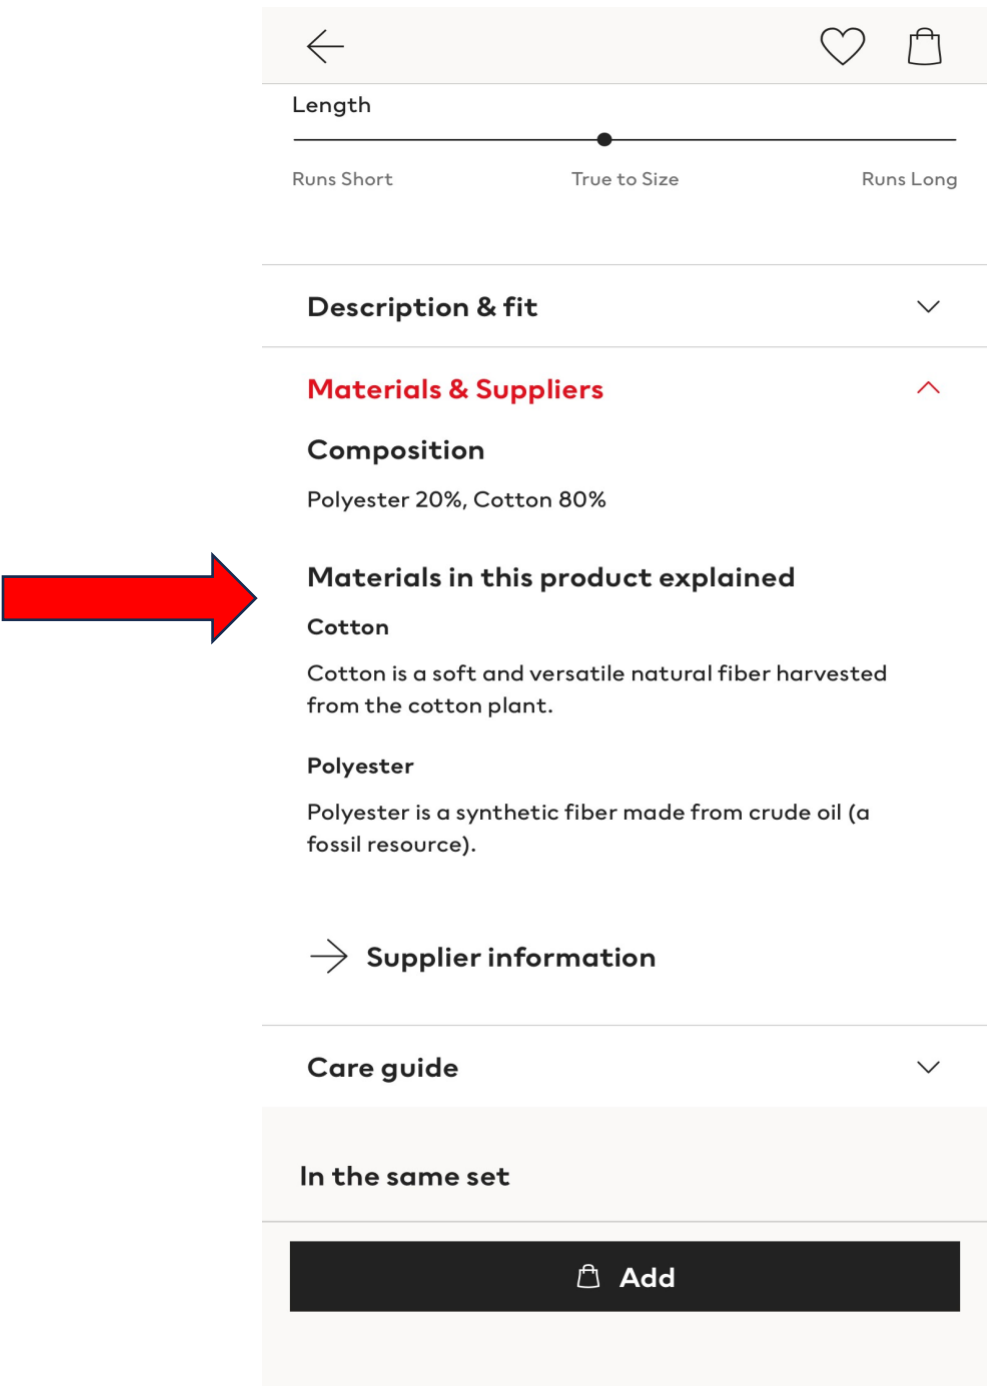 Length
Runs Short True to Size Runs Long
Description & fit
Materials & Suppliers
Composition
Polyester 20%, Cotton 80%
Materials in this product explained
Cotton
Cotton is a soft and versatile natural fiber harvested
from the cotton plant.
Polyester
Polyester is a synthetic fiber made from crude oil (a
fossil resource).
Supplier information
Care guide
In the same set
Add